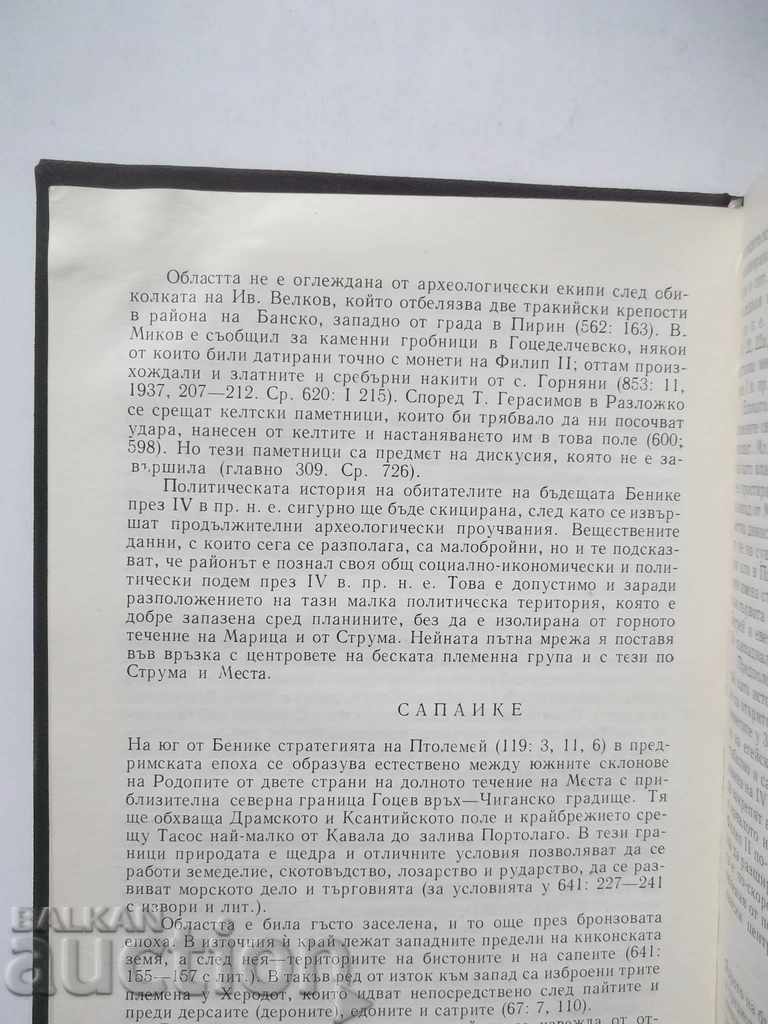 Областта не е оглеждана от археологически екипи след оби-
колката на Ив. Велков, който отбелязва две тракийски крепости
в района на Банско, западно от града в Пирин (562: 163). В.
Миков е съобщил за каменни гробници в Гоцеделчевско, някои
от които били датирани точно с монети на Филип II; оттам произ-
хождали и златните и сребърни накити от с. Горняни (853: 11,
1937, 207—212. Ср. 620: I 215). Според Т. Герасимов в Разложко
се срещат келтски паметници, които би трябвало да ни посочват
удара, нанесен от келтите и настаняването им в това поле (600;
598). Но тези паметници са предмет на дискусия, която не е за-
вършила (главно 309. Ср. 726).
Политическата история на обитателите на бъдещата Бенике
през IV в пр. н. е. сигурно ще бъде скицирана, след като се извър-
шат продължителни археологически проучвания. Веществените
данни, с които сега се разполага, са малобройни, но и те подсказ-
ват, че районът е познал своя общ социално-икономически и поли-
тически подем през IV в. пр. н. е. Това е допустимо и заради
разположението на тази малка политическа територия, която е
добре запазена сред планините, без да е изолирана от горното
течение на Марица и от Струма. Нейната пътна мрежа я поставя
във връзка с центровете на беската племенна група и с тези по
Струма и Места.
САПАИКЕ
На юг от Бенике стратегията на Птолемей (119: 3, 11, 6) в пред-
римската епоха се образува естествено между южните склонове
на Родопите от двете страни на долното течение на Места с при-
близителна северна граница Гоцев връх—Чиганско градище. Тя
ще обхваща Драмското и Ксантийското поле и крайбрежието сре-
щу Тасос най-малко от Кавала до залива Портолаго. В тези гра-
ници природата е щедра и отличните условия позволяват да се
работи земеделие, скотовъдство, лозарство и рударство, да се раз-
виват морското дело и търговията (за условията у 641: 227—241
с извори и лит.).
Областта е била гъсто заселена, и то още през бронзовата
епоха. В източния ѝ край лежат западните предели на киконската
земя, а след нея—териториите на бистоните и на сапеите (641:
155—157 с лит.). В такъв ред от изток към запад са изброени трите
племена у Херодот, които идват непосредствено след пайтите и
преди дерсаите (дероните), едоните и сатрите (67: 7, 110).
BALKAN
auction